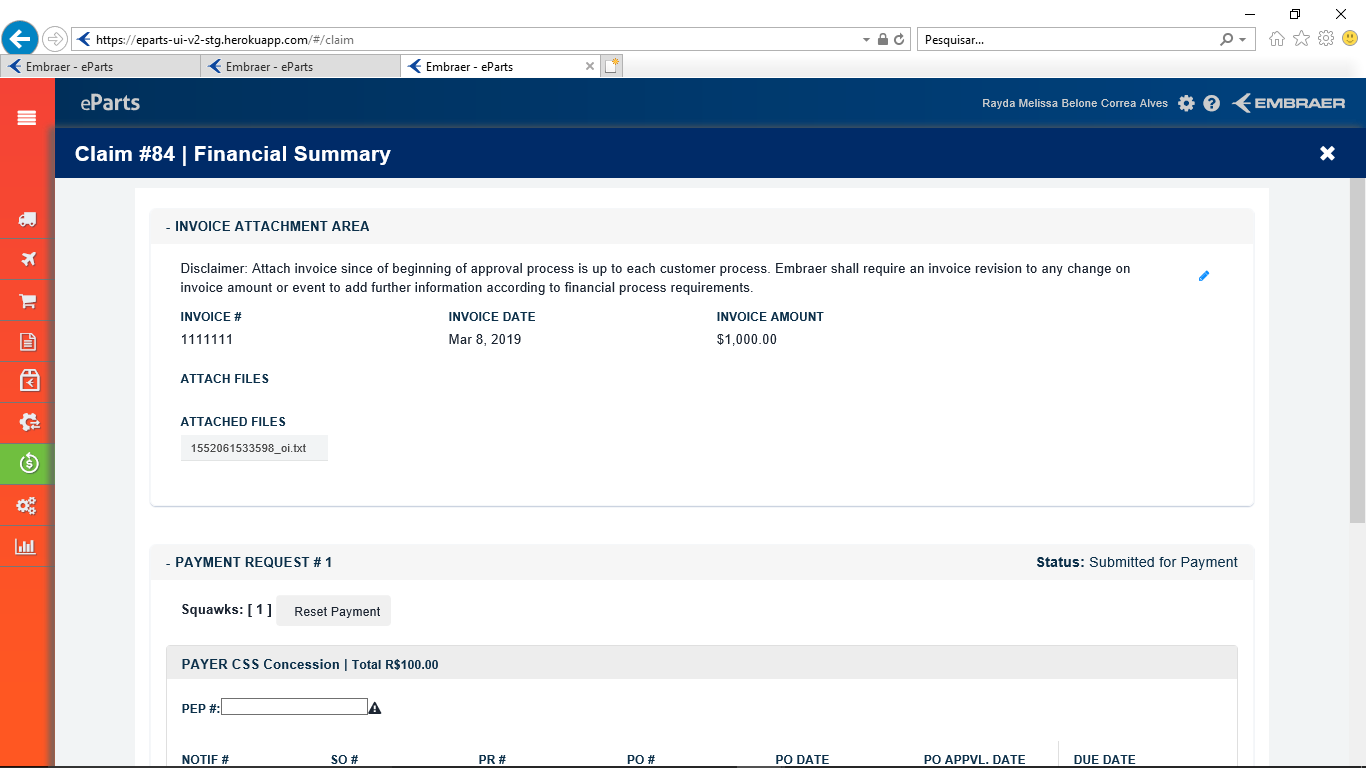 https://eparts-ui-v2-stg.herokuapp.com/#/claim
Pesquisar...
Embraer - eParts
Embraer - eParts
Embraer - eParts
eParts
Rayda Melissa Belone Correa Alves
EMBRAER
Claim #84 | Financial Summary
- INVOICE ATTACHMENT AREA
Disclaimer: Attach invoice since of beginning of approval process is up to each customer process. Embraer shall require an invoice revision to any change on
invoice amount or event to add further information according to financial process requirements.
INVOICE # INVOICE DATE INVOICE AMOUNT
1111111 Mar 8, 2019 $1,000.00
ATTACH FILES
ATTACHED FILES
1552061533598_oi.txt
- PAYMENT REQUEST # 1 Status: Submitted for Payment
Squawks: [ 1 ] Reset Payment
PAYER CSS Concession | Total R$100.00
PEP #:
NOTIF # SO # PR # PO # PO DATE PO APPVL. DATE DUE DATE